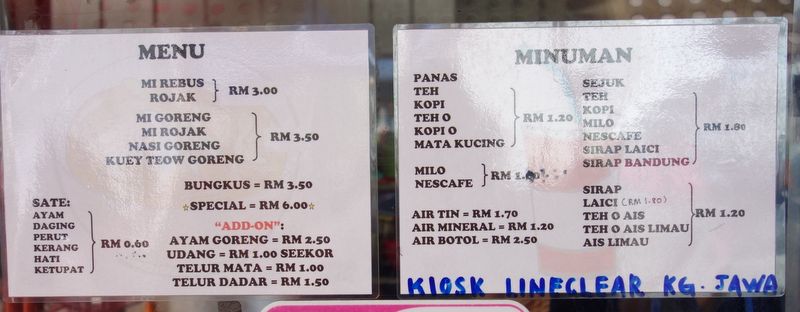 MENU
MI REBUS
ROJAK
RM 3.00
MI GORENG
MI ROJAK
NASI GORENG
KUEY TEOW GORENG
RM 3.50
BUNGKUS = RM 3.50
SPECIAL = RM 6.00
SATE:
AYAM
DAGING
PERUT
KERANG
HATI
KETUPAT
RM 0.60
"ADD-ON":
AYAM GORENG = RM 2.50
UDANG = RM 1.00 SEEKOR
TELUR MATA = RM 1.00
TELUR DADAR = RM 1.50
MINUMAN
PANAS
TEH
KOPI
TEH O
KOPI O
MATA KUCING
RM 1.20
MILO
NESCAFE
AIR TIN = RM 1.70
AIR MINERAL = RM 1.20
AIR BOTOL = RM 2.50
SEJUK
TEH
KOPI
MILO
NESCAFE
SIRAP LAICI
SIRAP BANDUNG
RM 1.80
SIRAP
LAICI (RM 1.80)
TEH O AIS
TEH O AIS LIMAU
AIS LIMAU
RM 1.20
KIOSK LINECLEAR KG. JAWA